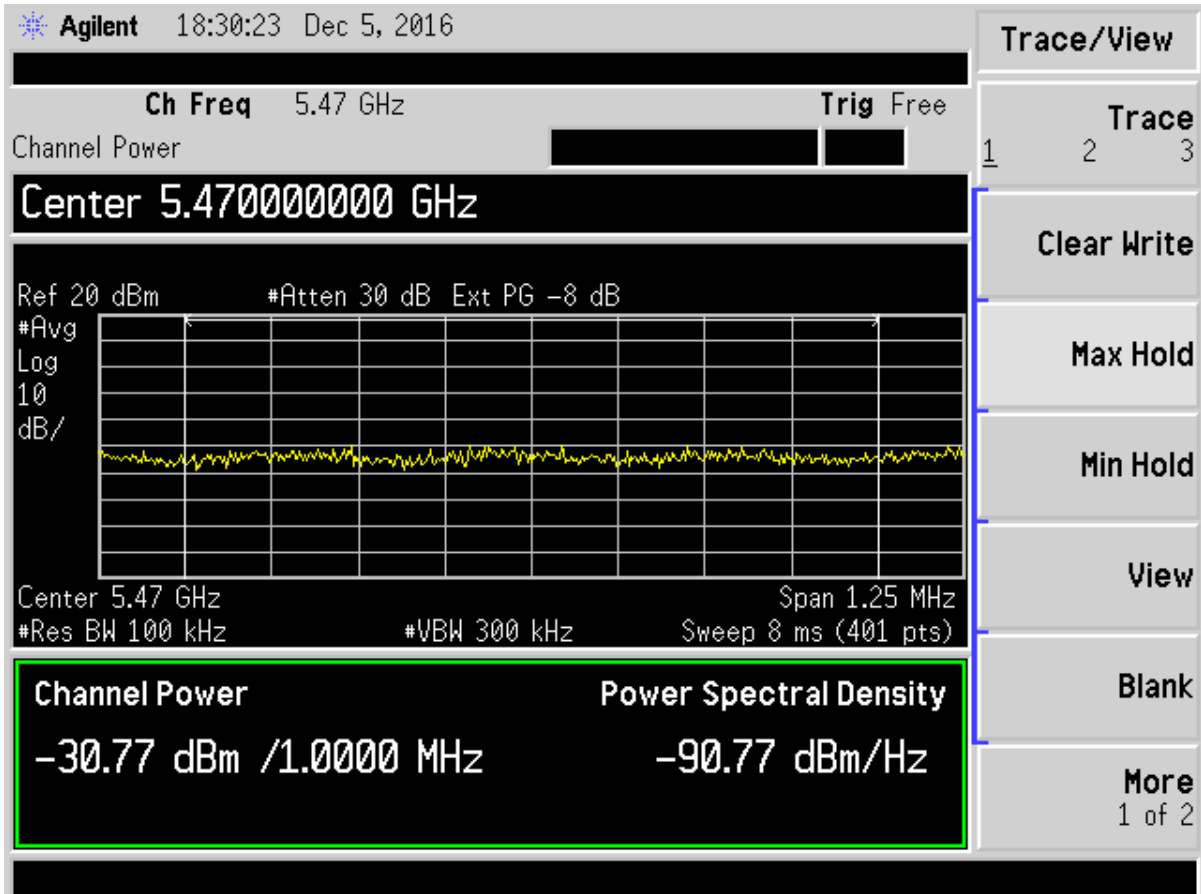 Agilent 18:30:23 Dec 5, 2016
Trace/View
Ch Freq 5.47 GHz Trig Free
Channel Power
Trace
1 2 3
Center 5.470000000 GHz
Clear Write
Ref 20 dBm #Atten 30 dB Ext PG -8 dB
#Avg
Log
10
dB/
Max Hold
Min Hold
View
Center 5.47 GHz Span 1.25 MHz
#Res BW 100 kHz #VBW 300 kHz Sweep 8 ms (401 pts)
Channel Power Power Spectral Density
-30.77 dBm /1.0000 MHz -90.77 dBm/Hz
Blank
More
1 of 2